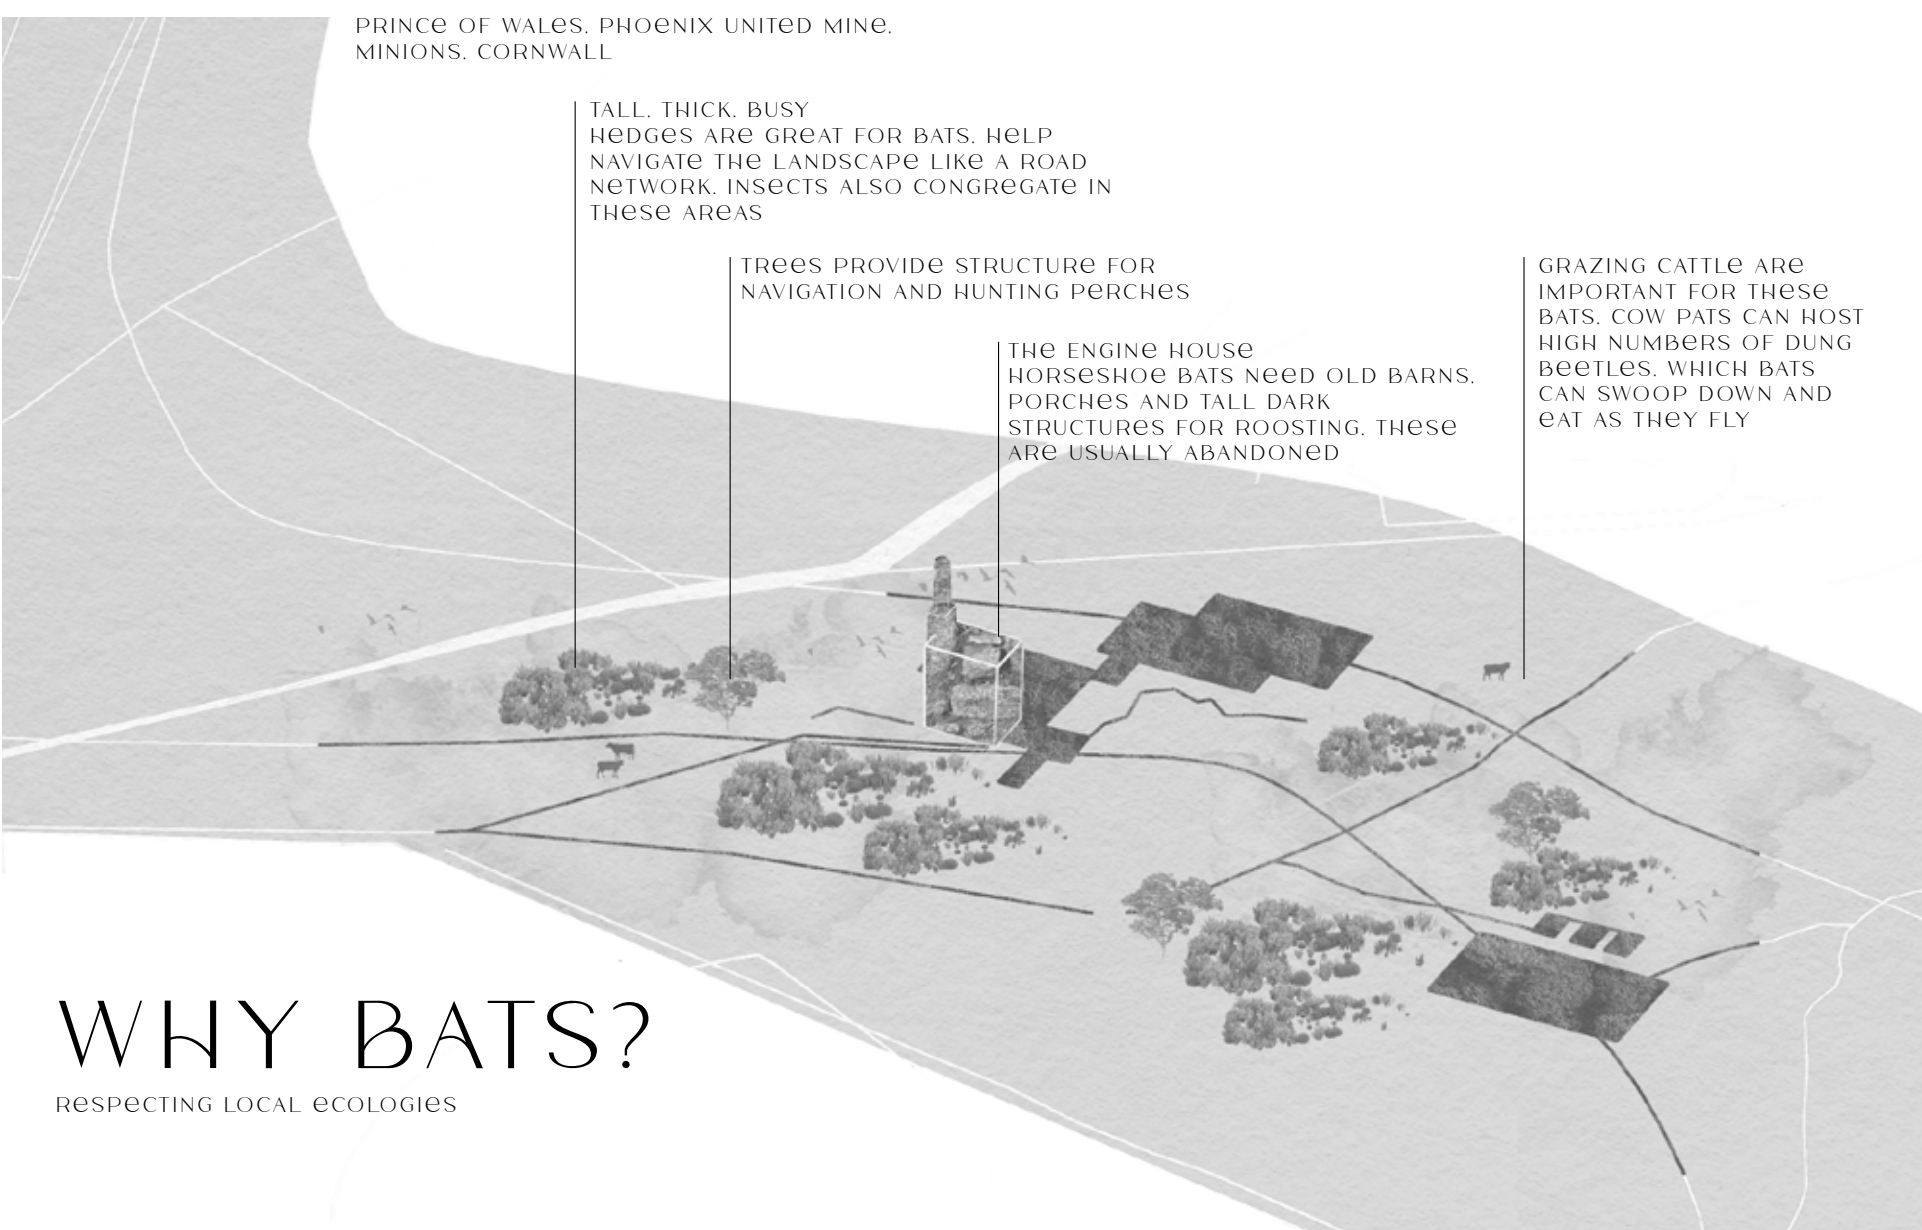 PRINCE OF WALES, PHOENIX UNITED MINE,
MINIONS, CORNWALL
TALL, THICK, BUSY
HEDGES ARE GREAT FOR BATS, HELP
NAVIGATE THE LANDSCAPE LIKE A ROAD
NETWORK. INSECTS ALSO CONGREGATE IN
THESE AREAS
TREES PROVIDE STRUCTURE FOR
NAVIGATION AND HUNTING PERCHES
THE ENGINE HOUSE
HORSESHOE BATS NEED OLD BARNS,
PORCHES AND TALL DARK
STRUCTURES FOR ROOSTING, THESE
ARE USUALLY ABANDONED
GRAZING CATTLE ARE
IMPORTANT FOR THESE
BATS, COW PATS CAN HOST
HIGH NUMBERS OF DUNG
BEETLES, WHICH BATS
CAN SWOOP DOWN AND
EAT AS THEY FLY
WHY BATS?
RESPECTING LOCAL ECOLOGIES